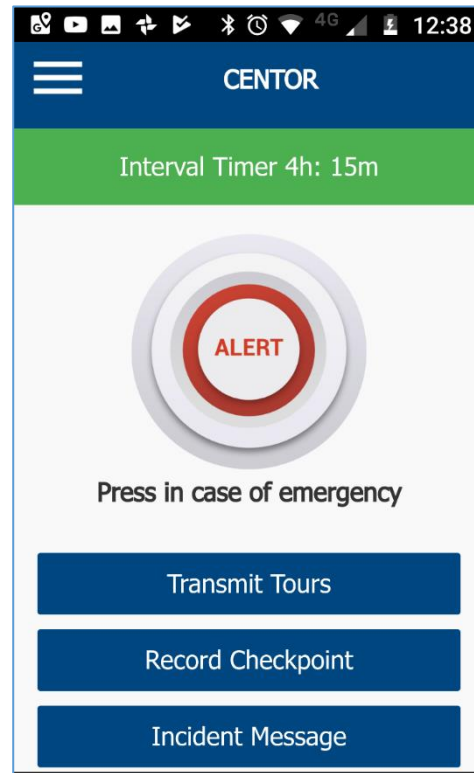 4G 12:38
CENTOR
Interval Timer 4h: 15m
ALERT
Press in case of emergency
Transmit Tours
Record Checkpoint
Incident Message